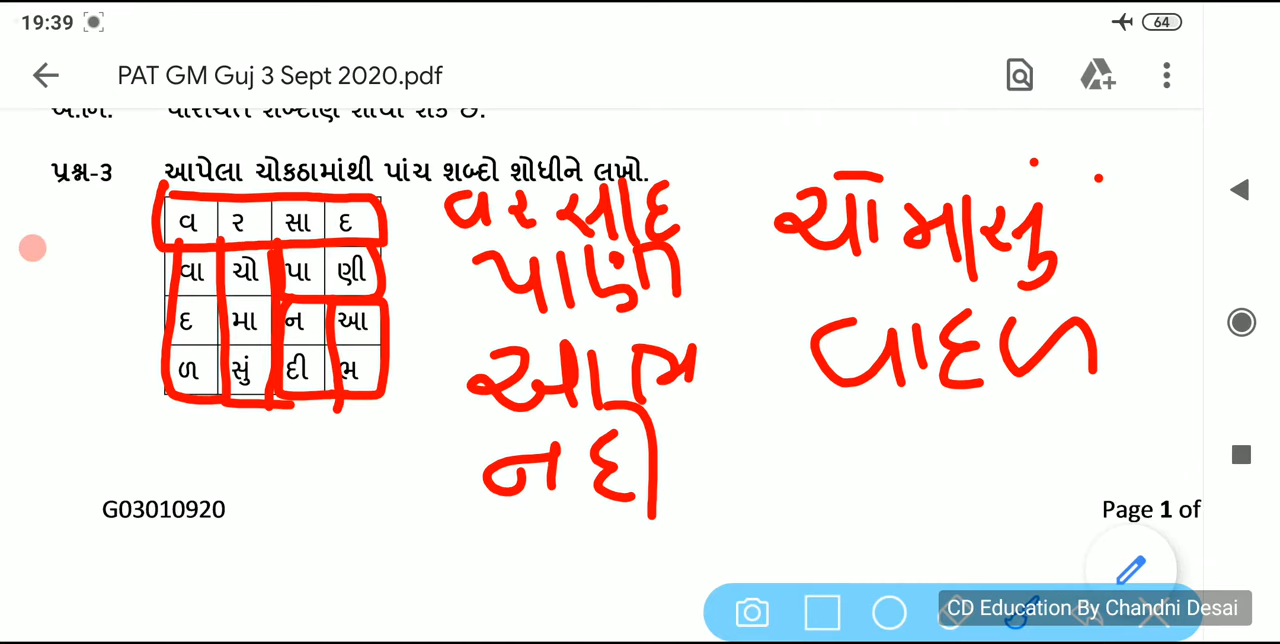 19:39
64
PAT GM Guj 3 Sept 2020.pdf
પ્રશ્ન-3 આપેલા ચોકઠામાંથી પાંચ શબ્દો શોધીને લખો.
વ ર સા દ
વા ચો પા ણી
દ મા ન આ
ળ સું દી ભ
વરસાદ
પાણી
આભ
નદી
ચોમાસું
વાદળ
G03010920
Page 1 of
CD Education By Chandni Desai